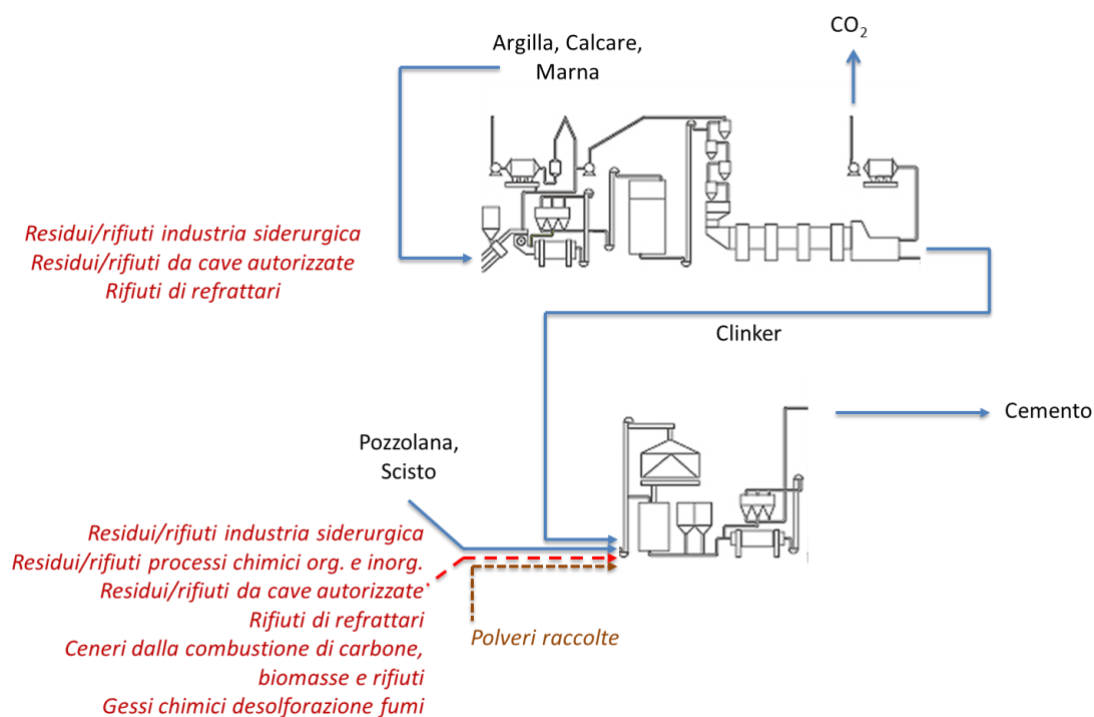 CO2
Argilla, Calcare,
Marna
Residui/rifiuti industria siderurgica
Residui/rifiuti da cave autorizzate
Rifiuti di refrattari
Clinker
Cemento
Pozzolana,
Scisto
Residui/rifiuti industria siderurgica
Residui/rifiuti processi chimici org. e inorg.
Residui/rifiuti da cave autorizzate
Rifiuti di refrattari
Ceneri dalla combustione di carbone,
biomasse e rifiuti
Gessi chimici desolforazione fumi
Polveri raccolte